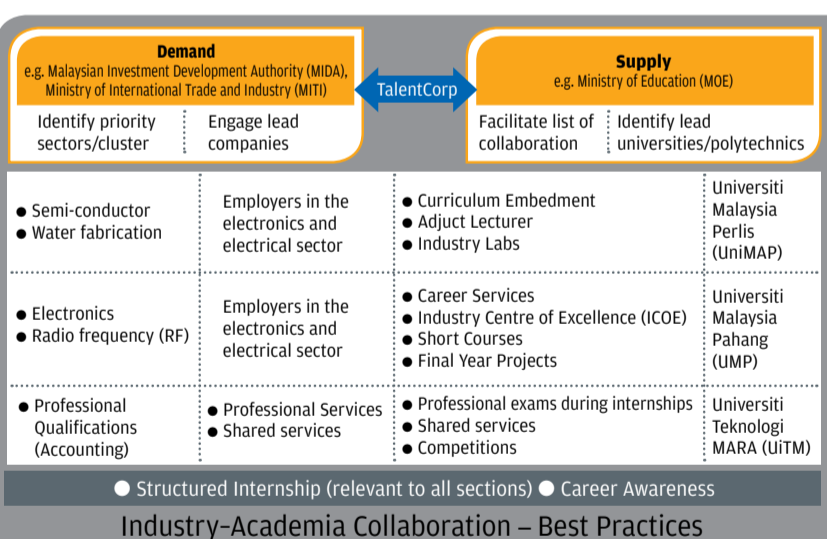 Demand
e.g. Malaysian Investment Development Authority (MIDA),
Ministry of International Trade and Industry (MITI)
TalentCorp
Supply
e.g. Ministry of Education (MOE)
Identify priority
sectors/cluster
Engage lead
companies
Facilitate list of
collaboration
Identify lead
universities/polytechnics
● Semi-conductor
● Water fabrication
Employers in the
electronics and
electrical sector
● Curriculum Embedment
● Adjuct Lecturer
● Industry Labs
Universiti
Malaysia
Perlis
(UniMAP)
● Electronics
● Radio frequency (RF)
Employers in the
electronics and
electrical sector
● Career Services
● Industry Centre of Excellence (ICOE)
● Short Courses
● Final Year Projects
Universiti
Malaysia
Pahang
(UMP)
● Professional
Qualifications
(Accounting)
● Professional Services
● Shared services
● Professional exams during internships
● Shared services
● Competitions
Universiti
Teknologi
MARA (UiTM)
● Structured Internship (relevant to all sections) ● Career Awareness
Industry-Academia Collaboration – Best Practices